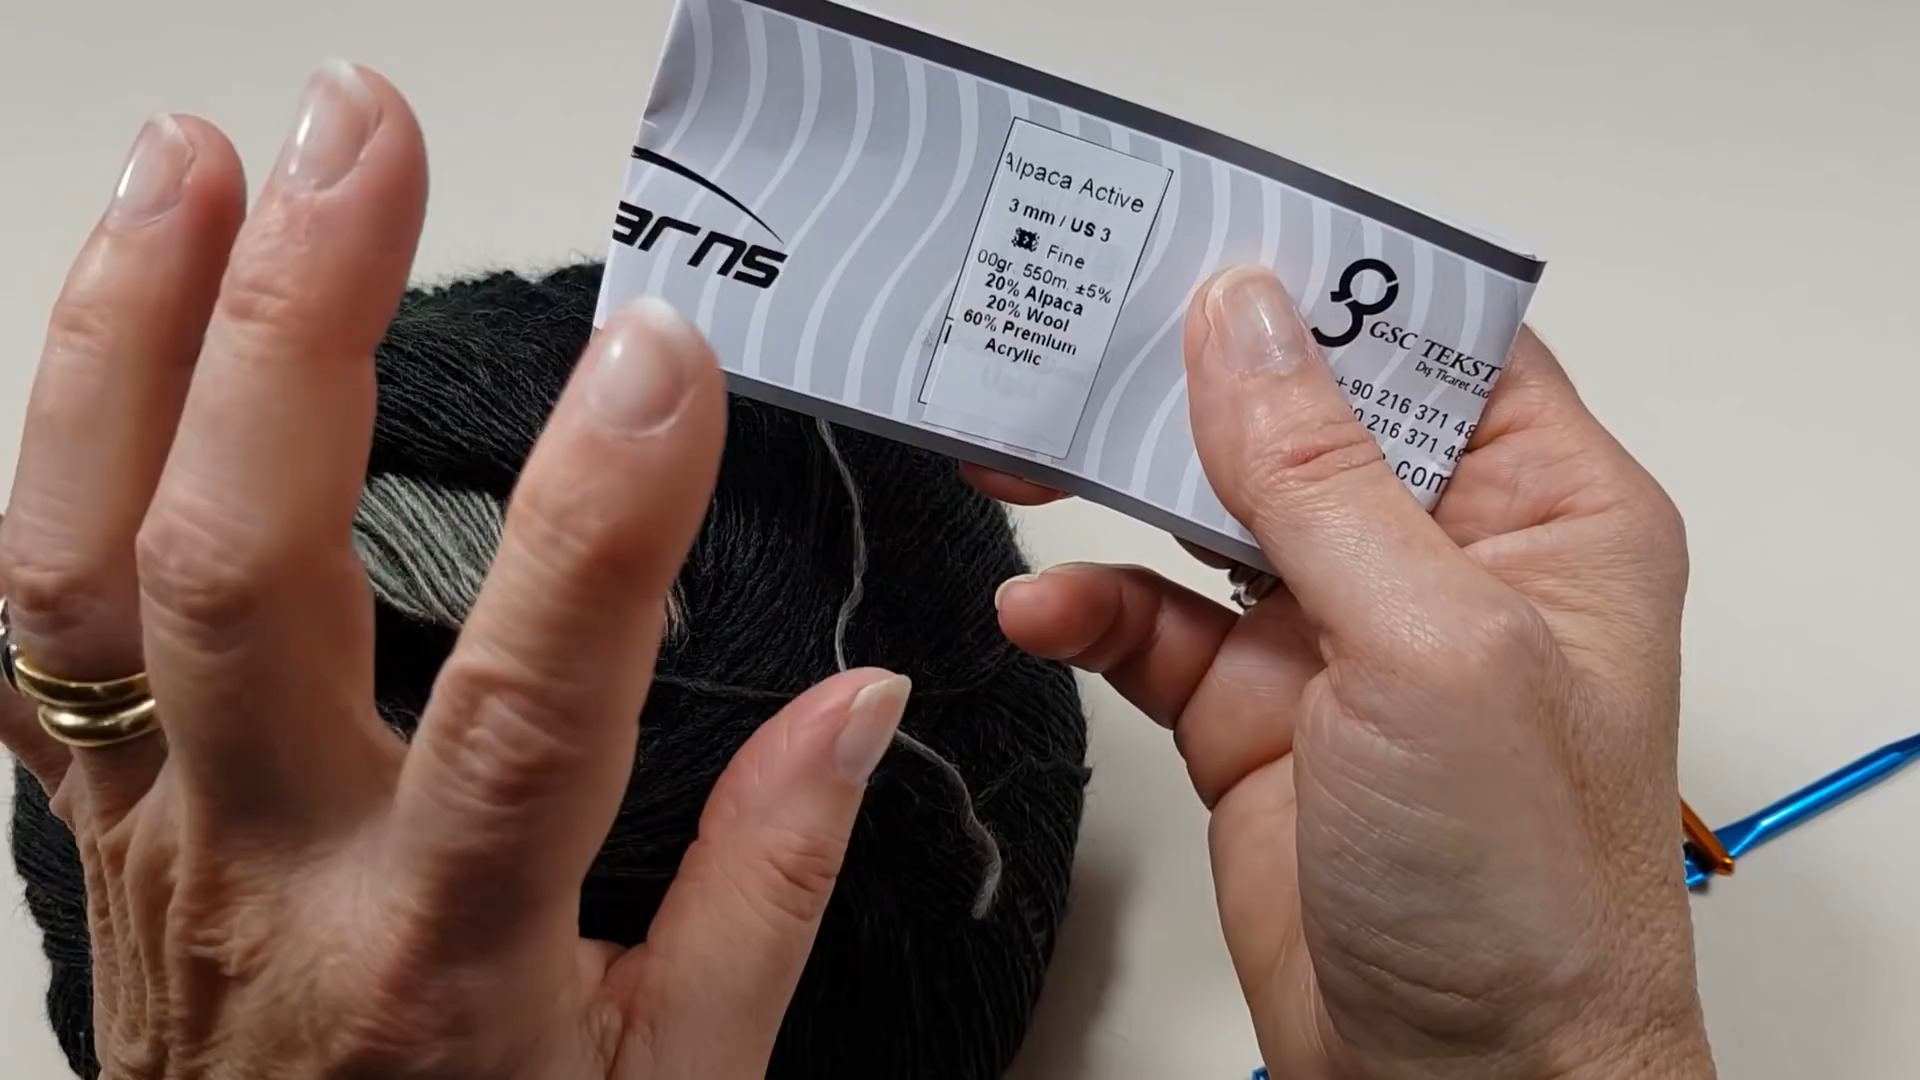 arns
Alpaca Active
3 mm / US 3
2 Fine
00gr. 550m. ±5%
20% Alpaca
20% Wool
60% Premium
Acrylic
GSC TEKST
Dış Ticaret Ltd
+90 216 371 48
0 216 371 48
.com